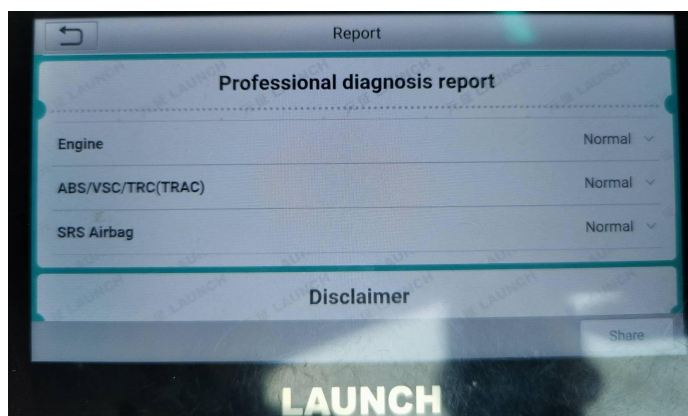 Report
Professional diagnosis report
Engine Normal
ABS/VSC/TRC(TRAC) Normal
SRS Airbag Normal
Disclaimer
Share
LAUNCH